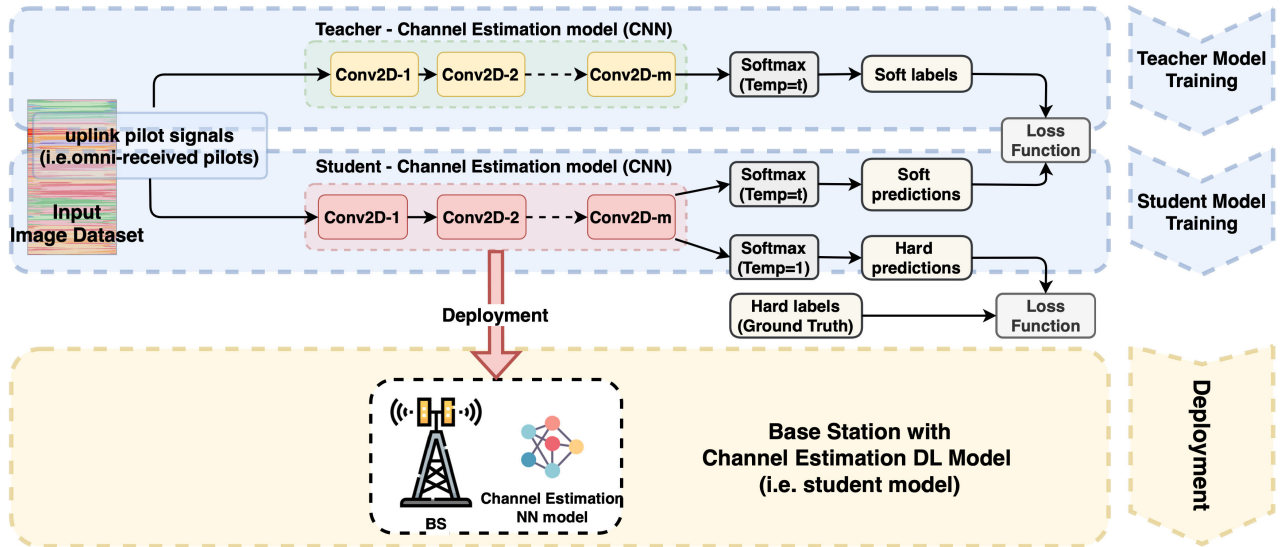 Teacher - Channel Estimation model (CNN)
Conv2D-1
Conv2D-2
Conv2D-m
Softmax
(Temp=t)
Soft labels
Loss
Function
Teacher Model
Training
uplink pilot signals
(i.e.omni-received pilots)
Input
Image Dataset
Student - Channel Estimation model (CNN)
Conv2D-1
Conv2D-2
Conv2D-m
Softmax
(Temp=t)
Soft
predictions
Softmax
(Temp=1)
Hard
predictions
Hard labels
(Ground Truth)
Loss
Function
Student Model
Training
Deployment
BS
Channel Estimation
NN model
Base Station with
Channel Estimation DL Model
(i.e. student model)
Deployment